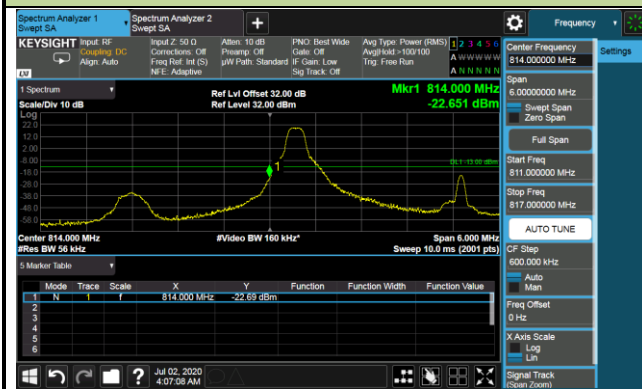 Spectrum Analyzer 1
Swept SA
Spectrum Analyzer 2
Swept SA
+
Frequency
KEYSIGHT
Input: RF
Coupling: DC
Align: Auto
Input Z: 50 Ω
Corrections: Off
Freq Ref: Int (S)
NFE: Adaptive
Atten: 10 dB
Preamp: Off
µW Path: Standard
PNO: Best Wide
Gate: Off
IF Gain: Low
Sig Track: Off
Avg Type: Power (RMS)
Avg|Hold:>100/100
Trig: Free Run
1 2 3 4 5 6
A W W W W W
A N N N N N
LXI
1 Spectrum
Scale/Div 10 dB
Ref Lvl Offset 32.00 dB
Ref Level 32.00 dBm
Mkr1 814.000 MHz
-22.651 dBm
Log
22.0
12.0
2.00
-8.00
-18.0
-28.0
-38.0
-48.0
-56.0
DL1 -13.00 dBm
1
Center 814.000 MHz
#Res BW 56 kHz
#Video BW 160 kHz*
Span 6.000 MHz
Sweep 10.0 ms (2001 pts)
5 Marker Table
Mode Trace Scale X Y Function Function Width Function Value
1 N 1 f 814.000 MHz -22.69 dBm
2
3
4
5
6
Jul 02, 2020
4:07:08 AM
Center Frequency
814.000000 MHz
Settings
Span
6.00000000 MHz
Swept Span
Zero Span
Full Span
Start Freq
811.000000 MHz
Stop Freq
817.000000 MHz
AUTO TUNE
CF Step
600.000 kHz
Auto
Man
Freq Offset
0 Hz
X Axis Scale
Log
Lin
Signal Track
(Span Zoom)